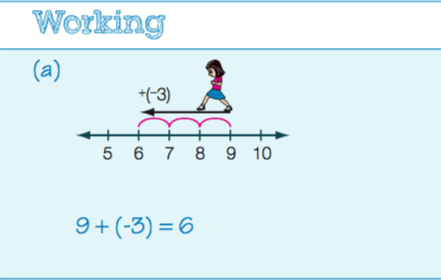 Working
(a)
+(-3)
5 6 7 8 9 10
9 + (-3) = 6